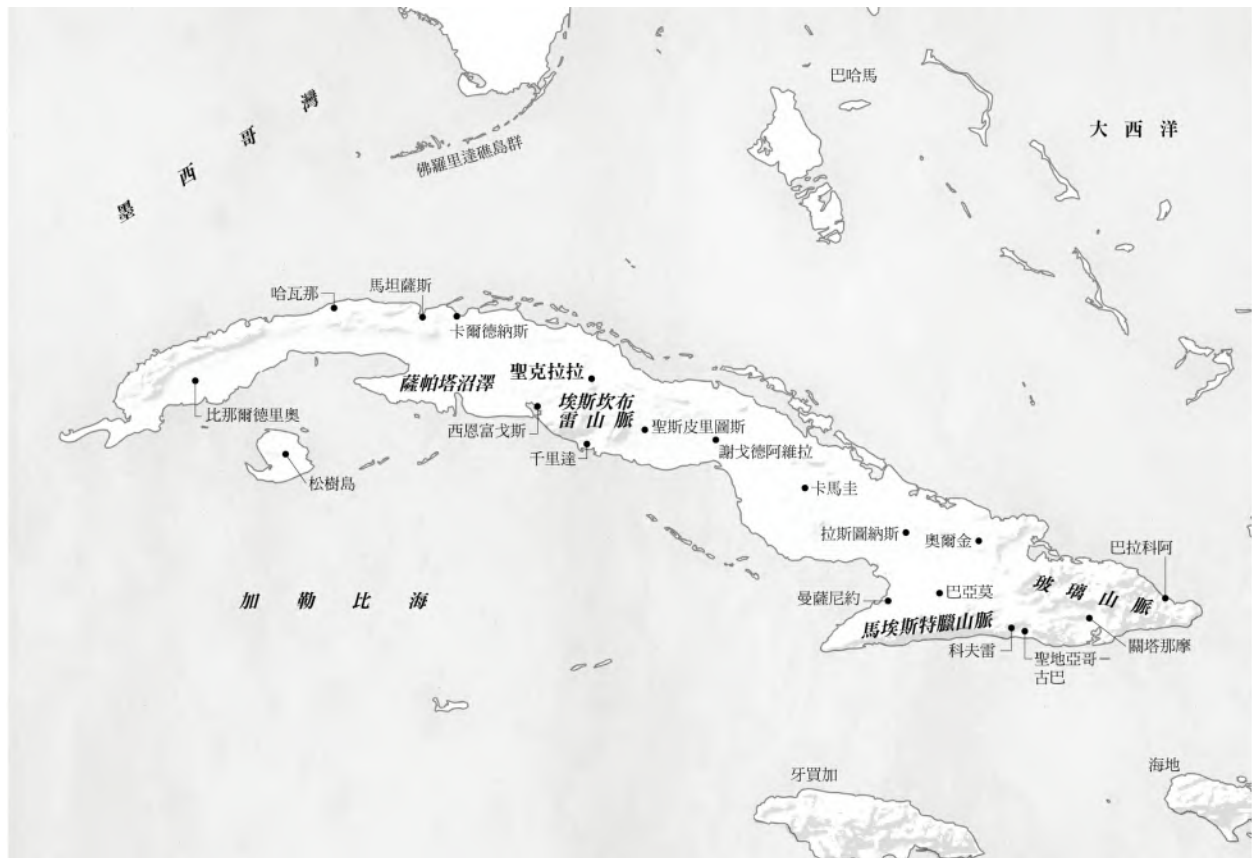 巴哈馬
大西洋
墨西哥灣
佛羅里達礁島群
哈瓦那
馬坦薩斯
卡爾德納斯
聖克拉拉
薩帕塔沼澤
埃斯坎布
雷山脈
比那爾德里奧
西恩富戈斯
聖斯皮里圖斯
謝戈德阿維拉
千里達
松樹島
卡馬圭
拉斯圖納斯
奧爾金
巴拉科阿
加勒比海
曼薩尼約
巴亞莫
玻璃山脈
馬埃斯特臘山脈
科夫雷
聖地亞哥–
古巴
關塔那摩
牙買加
海地